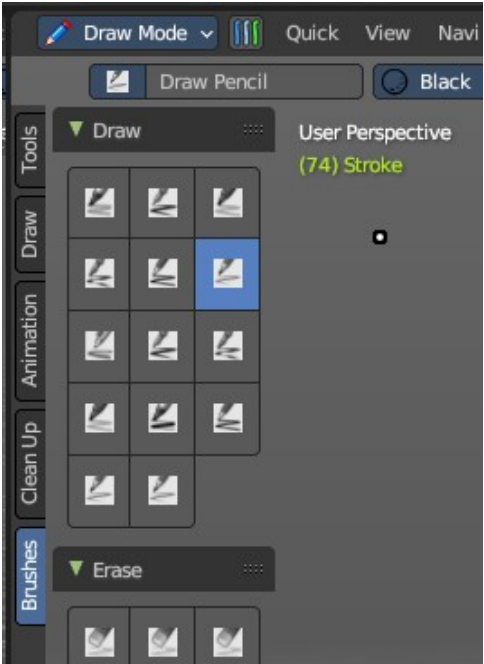 Draw Mode Quick View Navi
Draw Pencil Black
Draw
User Perspective
(74) Stroke
Tools
Draw
Animation
Clean Up
Brushes
Erase